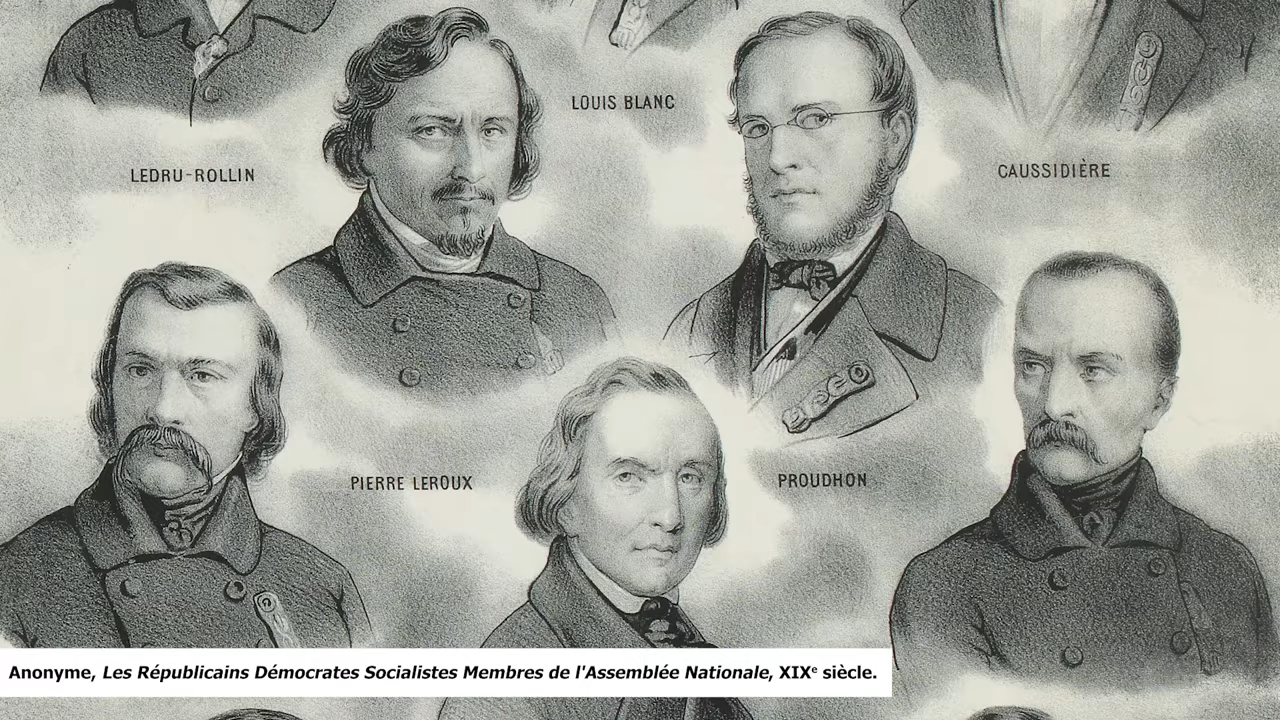 LOUIS BLANC
LEDRU-ROLLIN
CAUSSIDIÈRE
PIERRE LEROUX
PROUDHON
Anonyme, Les Républicains Démocrates Socialistes Membres de l'Assemblée Nationale, XIXe siècle.